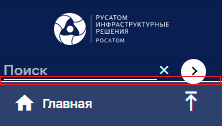 РУСАТОМ
ИНФРАСТРУКТУРНЫЕ
РЕШЕНИЯ
РОСАТОМ
Поиск
Главная